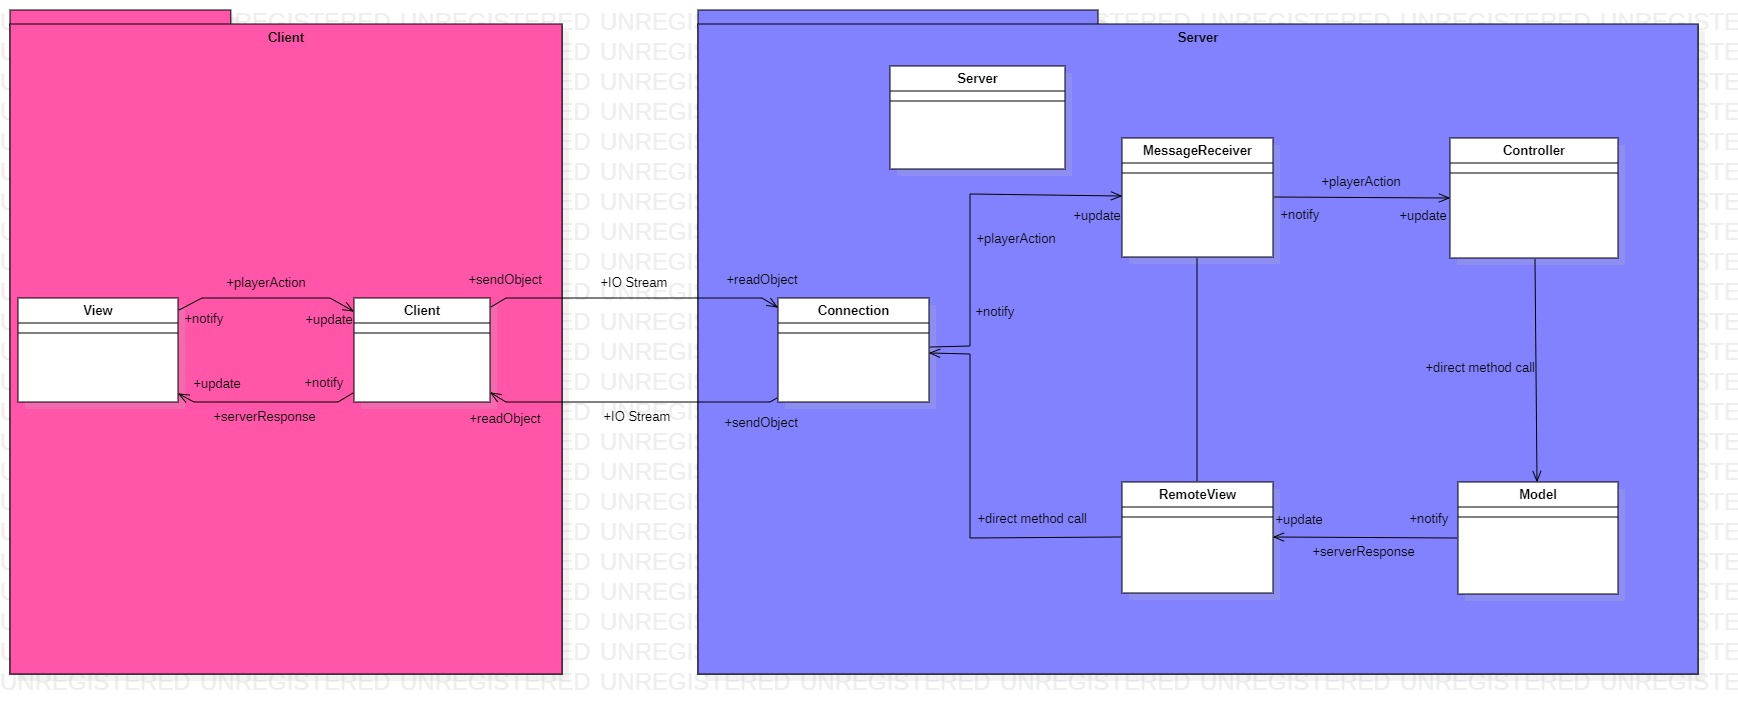 Client
Server
Server
MessageReceiver
Controller
+playerAction
+update
+notify
+update
+playerAction
+sendObject
+IO Stream
+readObject
+playerAction
View
+notify
+update
Client
Connection
+notify
+direct method call
+update
+notify
+serverResponse
+readObject
+IO Stream
+sendObject
RemoteView
Model
+direct method call
+update
+notify
+serverResponse
UNREGISTERED UNREGISTERED UNREGISTERED UNREGISTERED UNREGISTERED UNREGISTERED UNREGISTERED UNREGISTERED UNREGISTE